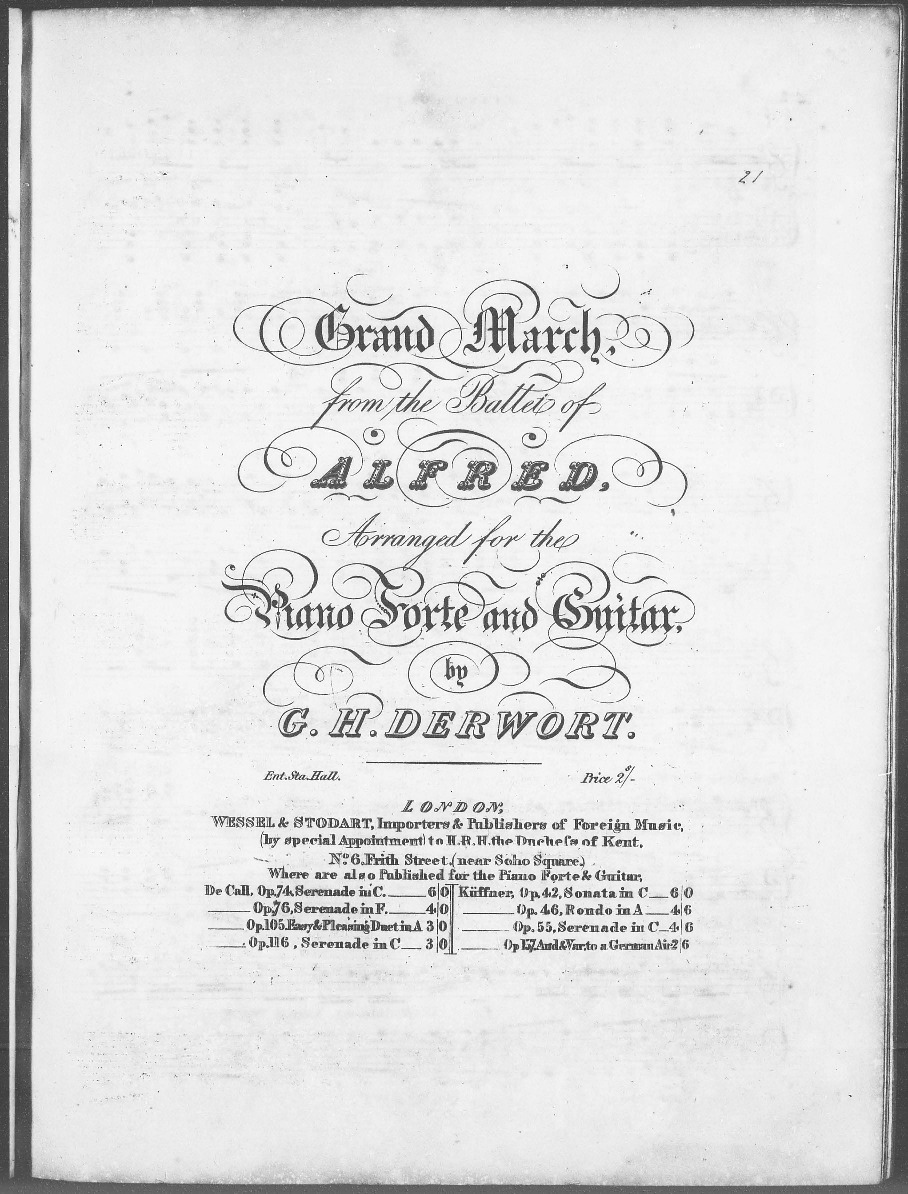 21
Grand March,
from the Ballet of
ALFRED,
Arranged for the
Piano Forte and Guitar,
by
G. H. DERWORT.
Ent. Sta. Hall.
Price 2/-
LONDON,
WESSEL & STODART, Importers & Publishers of Foreign Music,
(by special Appointment) to H.R.H. the Duchess of Kent,
No. 6, Frith Street, (near Soho Square.)
Where are also Published for the Piano Forte & Guitar,
De Call, Op. 74, Serenade in C. 6 | 0
Op. 76, Serenade in F. 4 | 0
Op. 105. Easy & Pleasing Duet in A 3 | 0
Op. 116, Serenade in C 3 | 0
Küffner, Op. 42, Sonata in C 6 | 0
Op. 46, Rondo in A 4 | 6
Op. 55, Serenade in C 4 | 6
Op 157, And & Var, to a German Air 2 | 6